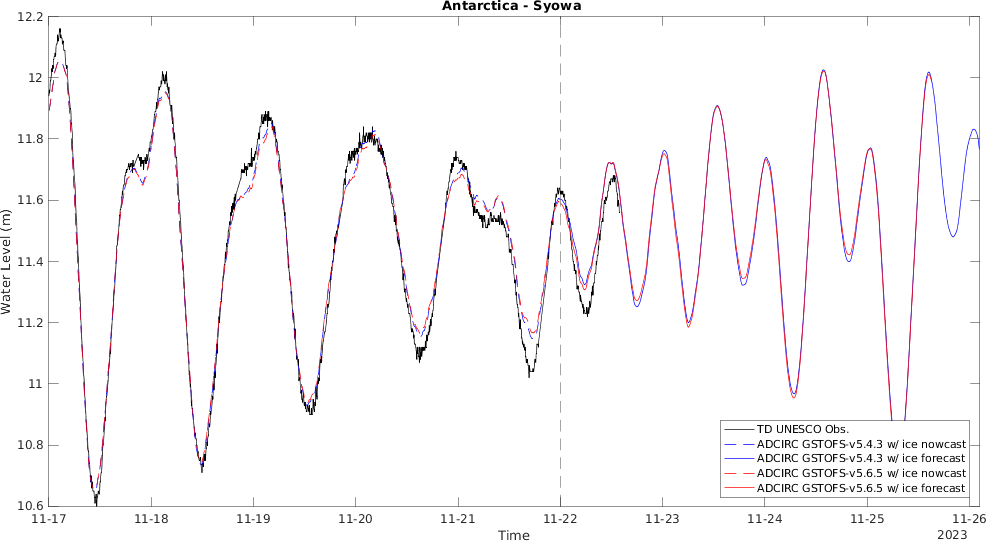 Antarctica - Syowa
12.2
12
11.8
11.6
11.4
11.2
11
10.8
10.6
Water Level (m)
TD UNESCO Obs.
ADCIRC GSTOFS-v5.4.3 w/ ice nowcast
ADCIRC GSTOFS-v5.4.3 w/ ice forecast
ADCIRC GSTOFS-v5.6.5 w/ ice nowcast
ADCIRC GSTOFS-v5.6.5 w/ ice forecast
11-17 11-18 11-19 11-20 11-21 11-22 11-23 11-24 11-25 11-26
Time
2023